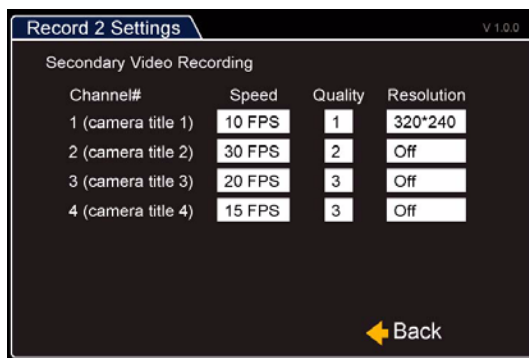 Record 2 Settings V 1.0.0
Secondary Video Recording
Channel# Speed Quality Resolution
1 (camera title 1) 10 FPS 1 320*240
2 (camera title 2) 30 FPS 2 Off
3 (camera title 3) 20 FPS 3 Off
4 (camera title 4) 15 FPS 3 Off
Back